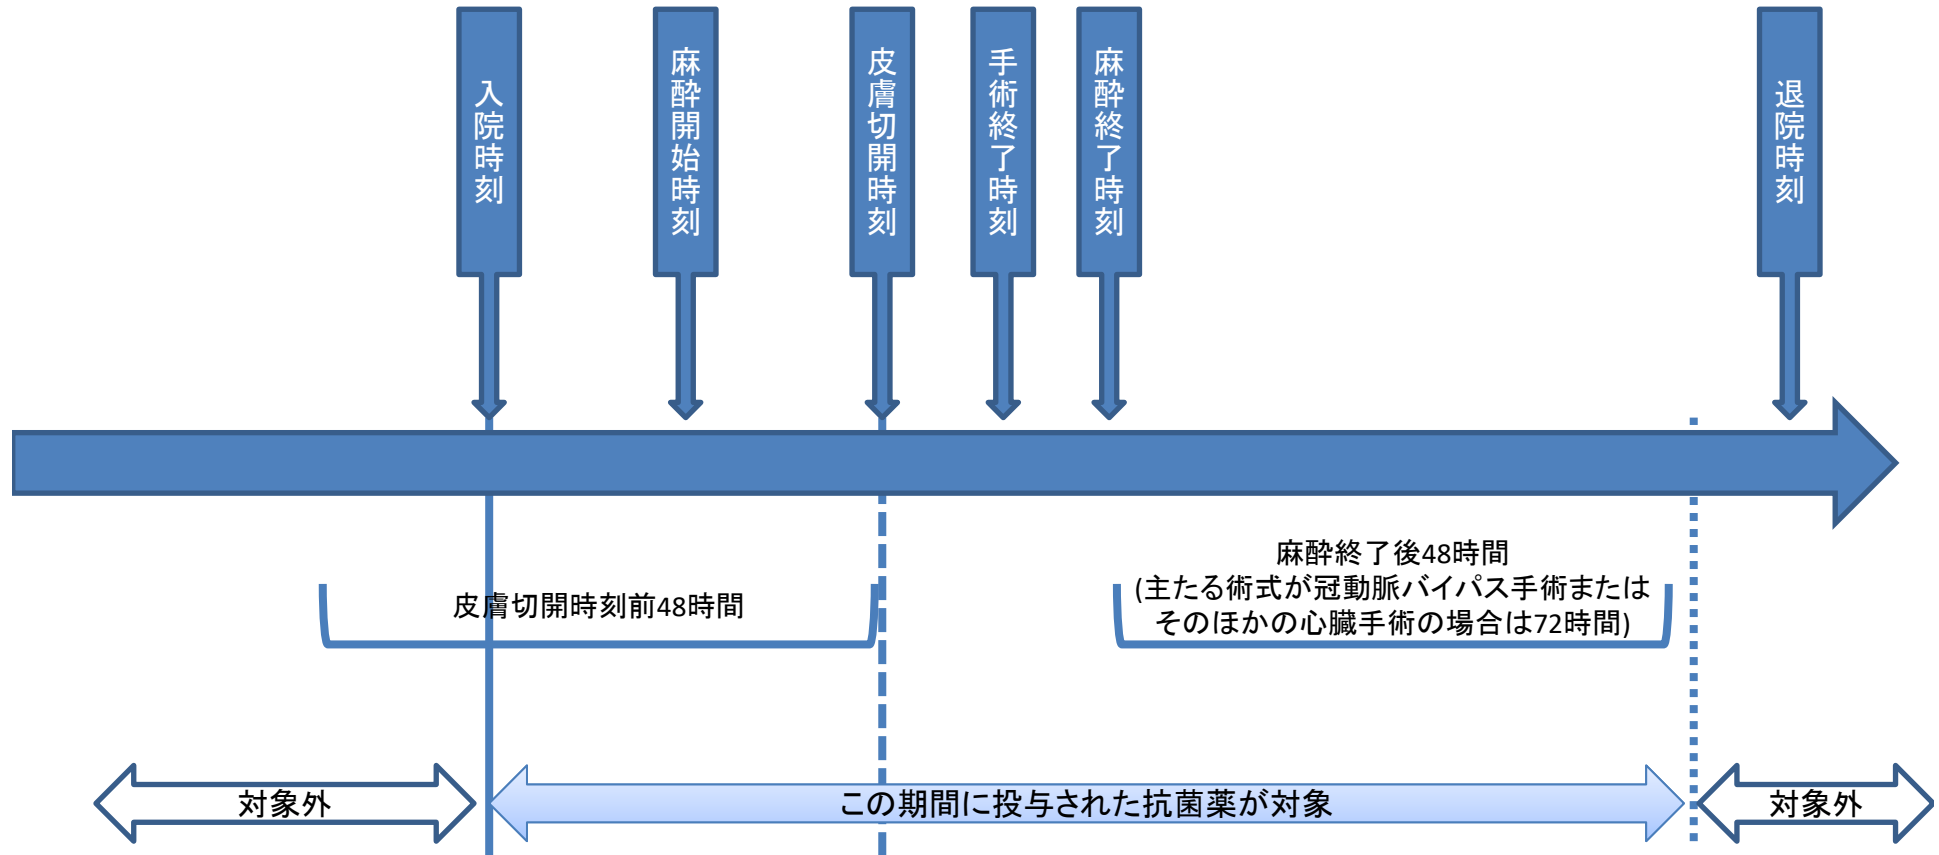 入院時刻
麻酔開始時刻
皮膚切開時刻
手術終了時刻
麻酔終了時刻
退院時刻
皮膚切開時刻前48時間
麻酔終了後48時間
(主たる術式が冠動脈バイパス手術または
そのほかの心臓手術の場合は72時間)
対象外
この期間に投与された抗菌薬が対象
対象外